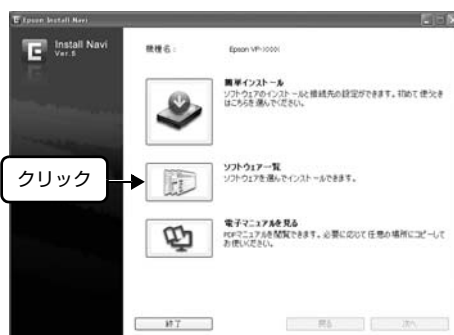 Epson Install Navi
Install Navi
Ver.8
機種名：
Epson VP-XXXX
簡単インストール
ソフトウェアのインストールと接続先の設定ができます。初めて使うとき
はこちらを選んでください。
クリック
ソフトウェア一覧
ソフトウェアを選んでインストールできます。
電子マニュアルを見る
PDFマニュアルを閲覧できます。必要に応じて任意の場所にコピーして
お使いください。
終了
戻る
次へ